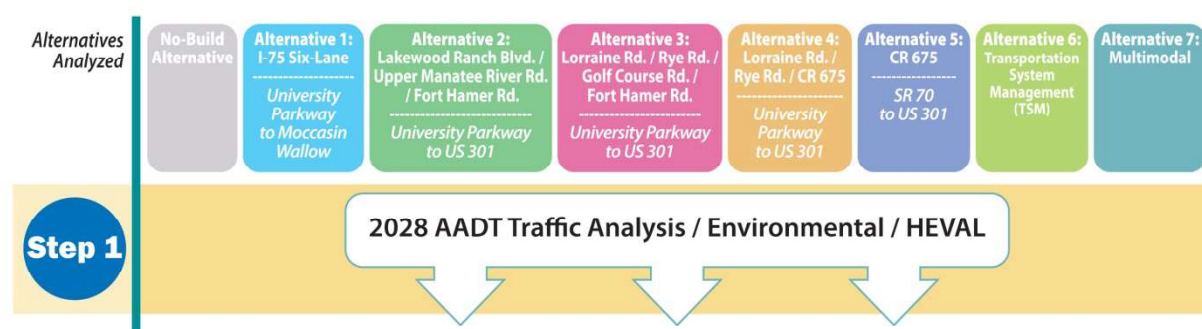 Alternatives
Analyzed
No-Build
Alternative
Alternative 1:
I-75 Six-Lane
---------------------
University
Parkway
to Moccasin
Wallow
Alternative 2:
Lakewood Ranch Blvd. /
Upper Manatee River Rd.
/ Fort Hamer Rd.
-----------------------------
University Parkway
to US 301
Alternative 3:
Lorraine Rd. / Rye Rd. /
Golf Course Rd. /
Fort Hamer Rd.
-----------------------------
University Parkway
to US 301
Alternative 4:
Lorraine Rd. /
Rye Rd. / CR 675
---------------------
University
Parkway
to US 301
Alternative 5:
CR 675
-----------------
SR 70
to US 301
Alternative 6:
Transportation
System
Management
(TSM)
Alternative 7:
Multimodal
Step 1
2028 AADT Traffic Analysis / Environmental / HEVAL